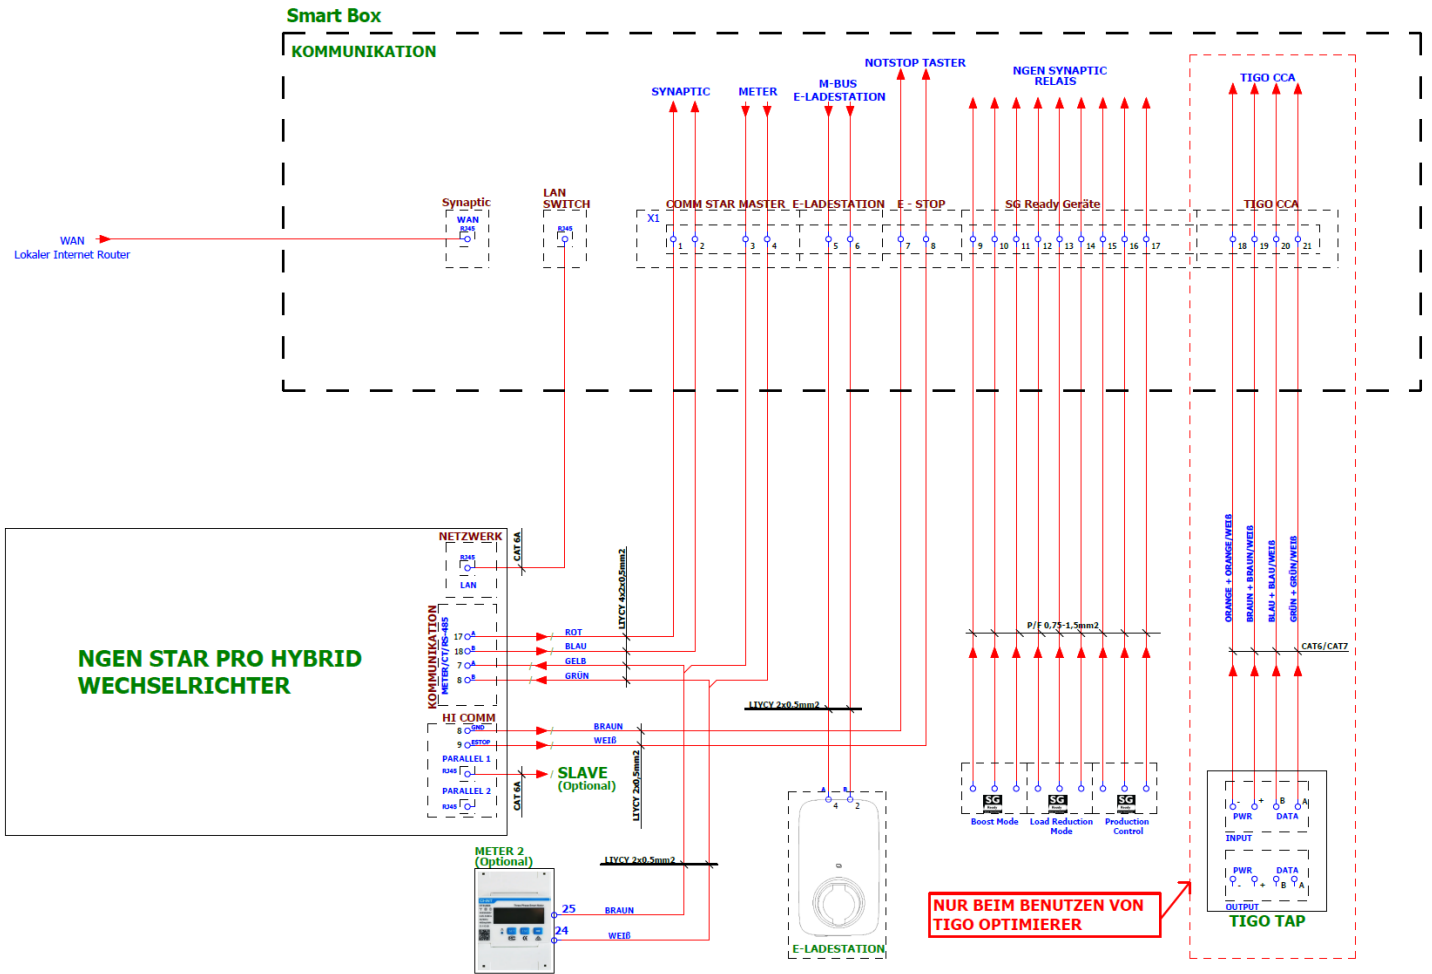 Smart Box
KOMMUNIKATION
NOTSTOP TASTER
NGEN SYNAPTIC
RELAIS
SYNAPTIC
METER
M-BUS
E-LADESTATION
TIGO CCA
Synaptic
WAN
RJ45
LAN
SWITCH
RJ45
COMM STAR MASTER
E-LADESTATION
E - STOP
SG Ready Geräte
TIGO CCA
X1
1 2 3 4 5 6 7 8 9 10 11 12 13 14 15 16 17 18 19 20 21
WAN
Lokaler Internet Router
NETZWERK
RJ45
LAN
CAT 6A
KOMMUNIKATION
METER/CT/RS-485
17 A ROT
18 B BLAU
7 A GELB
8 B GRÜN
LIYCY 4x2x0,5mm2
NGEN STAR PRO HYBRID
WECHSELRICHTER
HI COMM
8 GND BRAUN
9 ESTOP WEIß
LIYCY 2x0,5mm2
PARALLEL 1
RJ45
PARALLEL 2
RJ45
CAT 6A
SLAVE
(Optional)
METER 2
(Optional)
LIYCY 2x0,5mm2
25 BRAUN
24 WEIß
LIYCY 2x0,5mm2
A B
4 2
E-LADESTATION
P/F 0,75-1,5mm2
SG
Ready
SG
Ready
SG
Ready
Boost Mode
Load Reduction
Mode
Production
Control
ORANGE + ORANGE/WEIß
BRAUN + BRAUN/WEIß
BLAU + BLAU/WEIß
GRÜN + GRÜN/WEIß
CAT6/CAT7
- + B A
PWR DATA
INPUT
PWR DATA
- + B A
OUTPUT
TIGO TAP
NUR BEIM BENUTZEN VON
TIGO OPTIMIERER